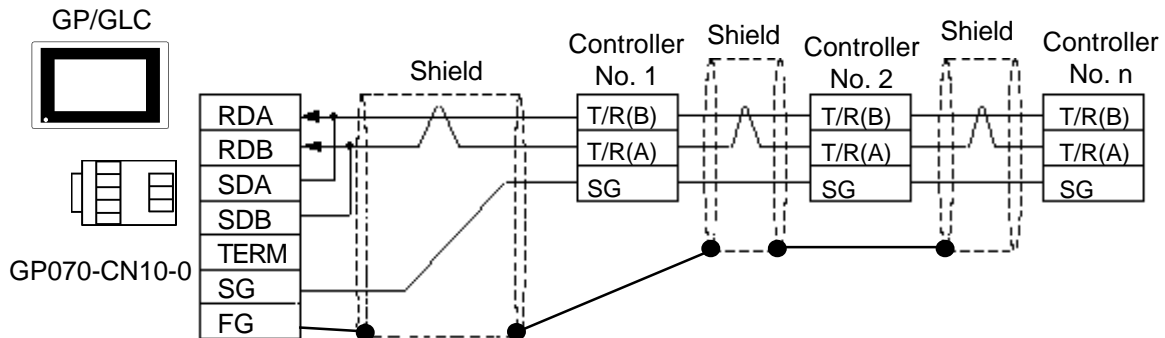 GP/GLC
GP070-CN10-0
RDA
RDB
SDA
SDB
TERM
SG
FG
Shield
Controller
No. 1
T/R(B)
T/R(A)
SG
Shield
Controller
No. 2
T/R(B)
T/R(A)
SG
Shield
Controller
No. n
T/R(B)
T/R(A)
SG